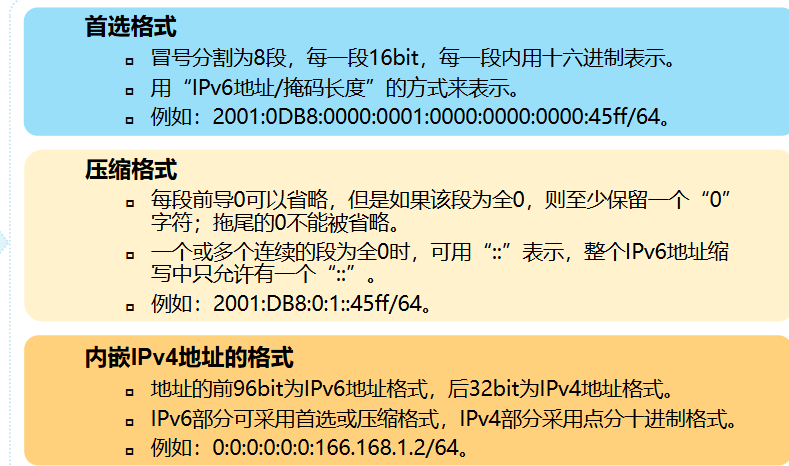 首选格式
冒号分割为8段，每一段16bit，每一段内用十六进制表示。
用“IPv6地址/掩码长度”的方式来表示。
例如：2001:0DB8:0000:0001:0000:0000:0000:45ff/64。
压缩格式
每段前导0可以省略，但是如果该段为全0，则至少保留一个“0”
字符；拖尾的0不能被省略。
一个或多个连续的段为全0时，可用“::”表示，整个IPv6地址缩
写中只允许有一个“::”。
例如：2001:DB8:0:1::45ff/64。
内嵌IPv4地址的格式
地址的前96bit为IPv6地址格式，后32bit为IPv4地址格式。
IPv6部分可采用首选或压缩格式，IPv4部分采用点分十进制格式。
例如：0:0:0:0:0:0:166.168.1.2/64。